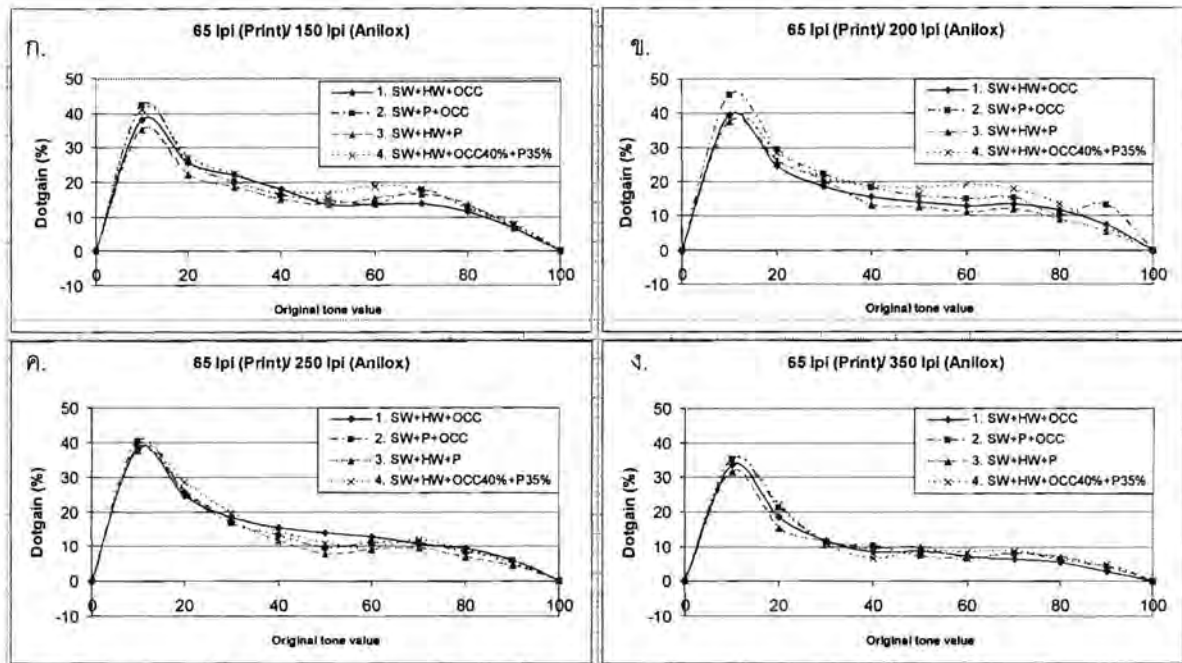 ก.
65 lpi (Print)/ 150 lpi (Anilox)
50
40
30
20
10
0
-10
Dotgain (%)
1. SW+HW+OCC
2. SW+P+OCC
3. SW+HW+P
4. SW+HW+OCC40%+P35%
0 20 40 60 80 100
Original tone value
ข.
65 lpi (Print)/ 200 lpi (Anilox)
50
40
30
20
10
0
-10
Dotgain (%)
1. SW+HW+OCC
2. SW+P+OCC
3. SW+HW+P
4. SW+HW+OCC40%+P35%
0 20 40 60 80 100
Original tone value
ค.
65 lpi (Print)/ 250 lpi (Anilox)
50
40
30
20
10
0
-10
Dotgain (%)
1. SW+HW+OCC
2. SW+P+OCC
3. SW+HW+P
4. SW+HW+OCC40%+P35%
0 20 40 60 80 100
Original tone value
ง.
65 lpi (Print)/ 350 lpi (Anilox)
50
40
30
20
10
0
-10
Dotgain (%)
1. SW+HW+OCC
2. SW+P+OCC
3. SW+HW+P
4. SW+HW+OCC40%+P35%
0 20 40 60 80 100
Original tone value